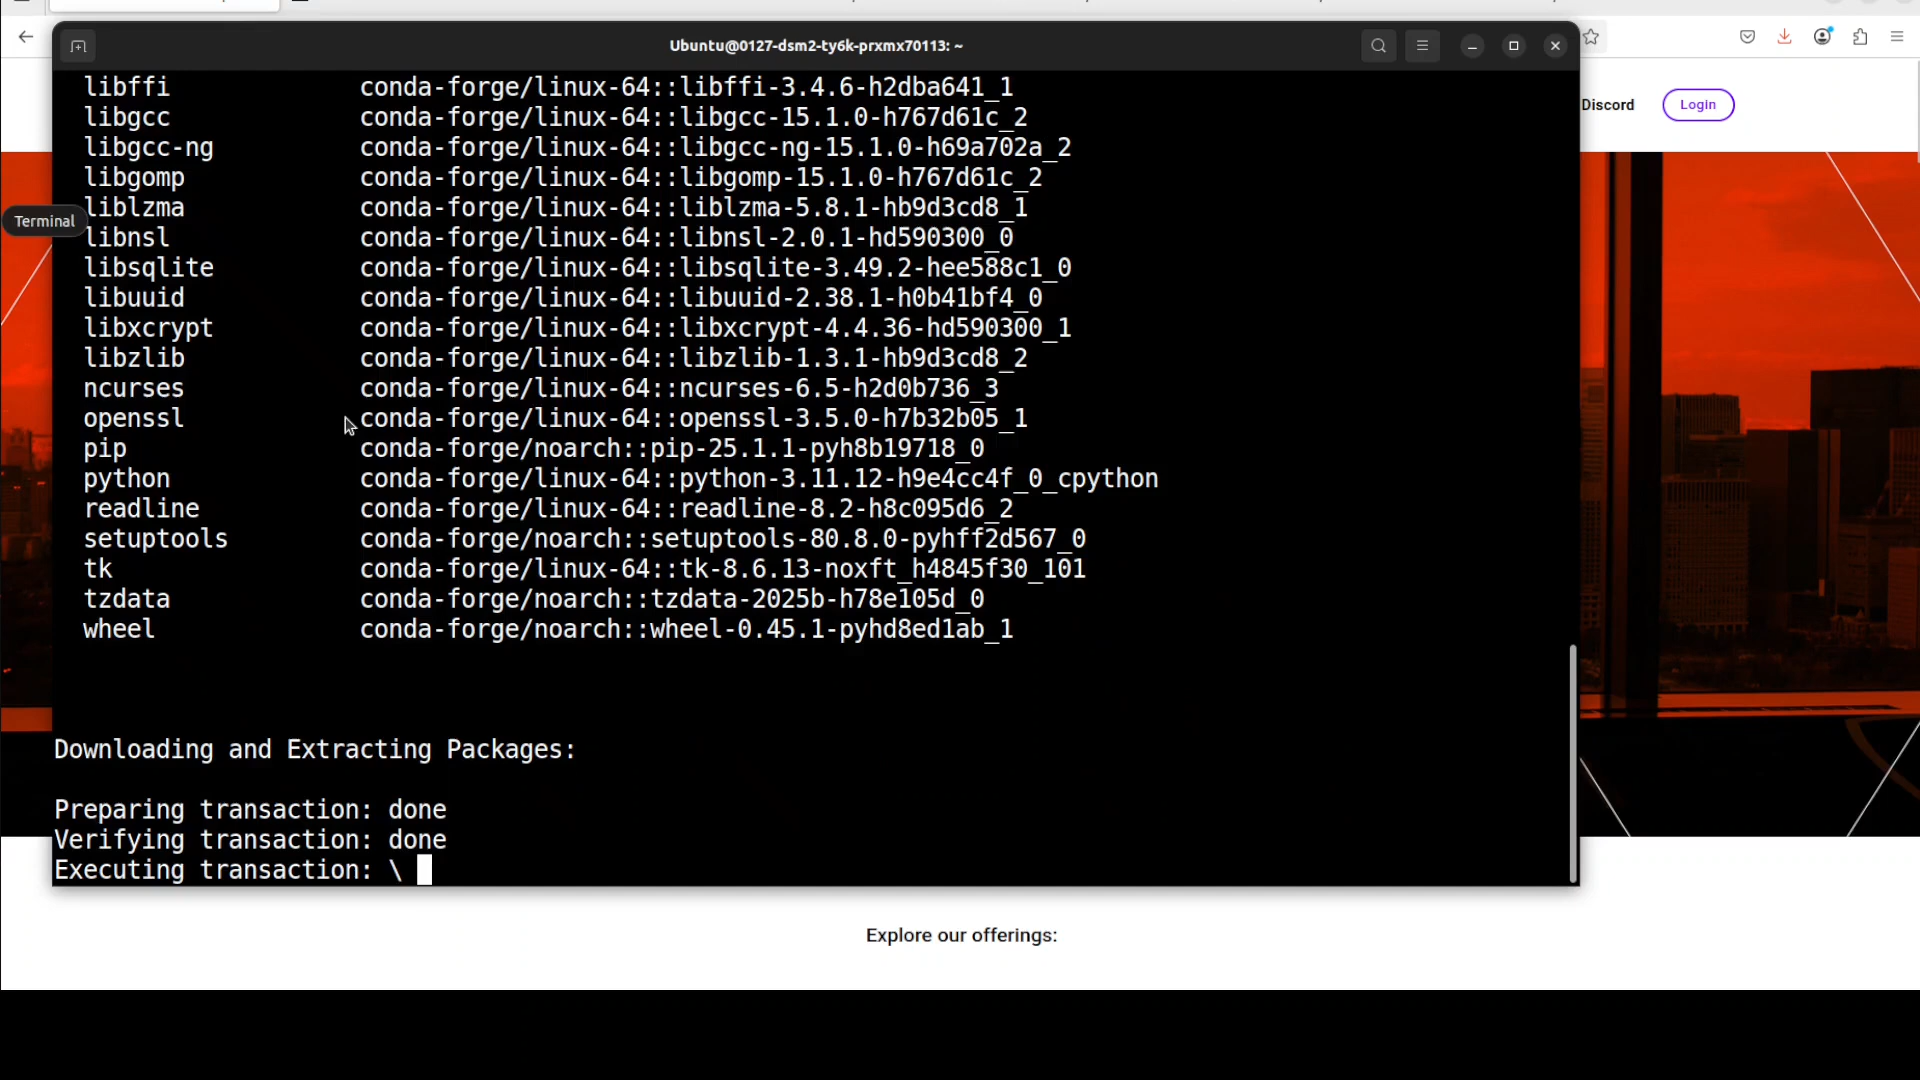 Ubuntu@0127-dsm2-ty6k-prxmx70113: ~
libffi conda-forge/linux-64::libffi-3.4.6-h2dba641_1
libgcc conda-forge/linux-64::libgcc-15.1.0-h767d61c_2
libgcc-ng conda-forge/linux-64::libgcc-ng-15.1.0-h69a702a_2
libgomp conda-forge/linux-64::libgomp-15.1.0-h767d61c_2
liblzma conda-forge/linux-64::liblzma-5.8.1-hb9d3cd8_1
libnsl conda-forge/linux-64::libnsl-2.0.1-hd590300_0
libsqlite conda-forge/linux-64::libsqlite-3.49.2-hee588c1_0
libuuid conda-forge/linux-64::libuuid-2.38.1-h0b41bf4_0
libxcrypt conda-forge/linux-64::libxcrypt-4.4.36-hd590300_1
libzlib conda-forge/linux-64::libzlib-1.3.1-hb9d3cd8_2
ncurses conda-forge/linux-64::ncurses-6.5-h2d0b736_3
openssl conda-forge/linux-64::openssl-3.5.0-h7b32b05_1
pip conda-forge/noarch::pip-25.1.1-pyh8b19718_0
python conda-forge/linux-64::python-3.11.12-h9e4cc4f_0_cpython
readline conda-forge/linux-64::readline-8.2-h8c095d6_2
setuptools conda-forge/noarch::setuptools-80.8.0-pyhff2d567_0
tk conda-forge/linux-64::tk-8.6.13-noxft_h4845f30_101
tzdata conda-forge/noarch::tzdata-2025b-h78e105d_0
wheel conda-forge/noarch::wheel-0.45.1-pyhd8ed1ab_1
Downloading and Extracting Packages:
Preparing transaction: done
Verifying transaction: done
Executing transaction: \
Terminal
Discord
Login
Explore our offerings: